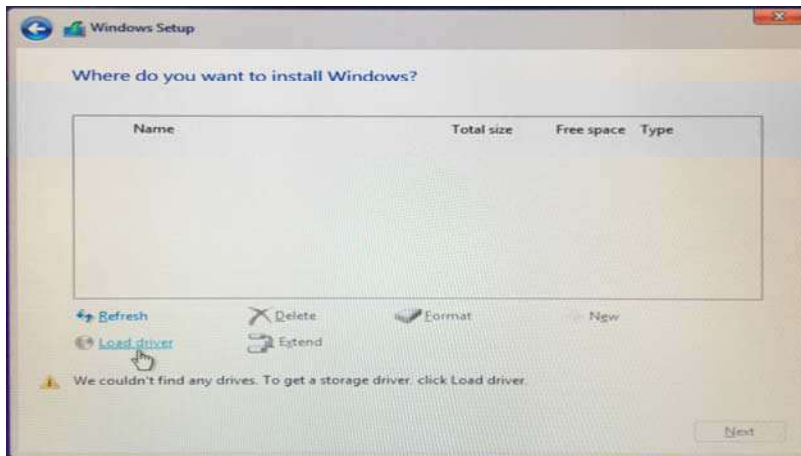 Windows Setup
Where do you want to install Windows?
Name Total size Free space Type
Refresh Delete Format New
Load driver Extend
We couldn't find any drives. To get a storage driver, click Load driver.
Next